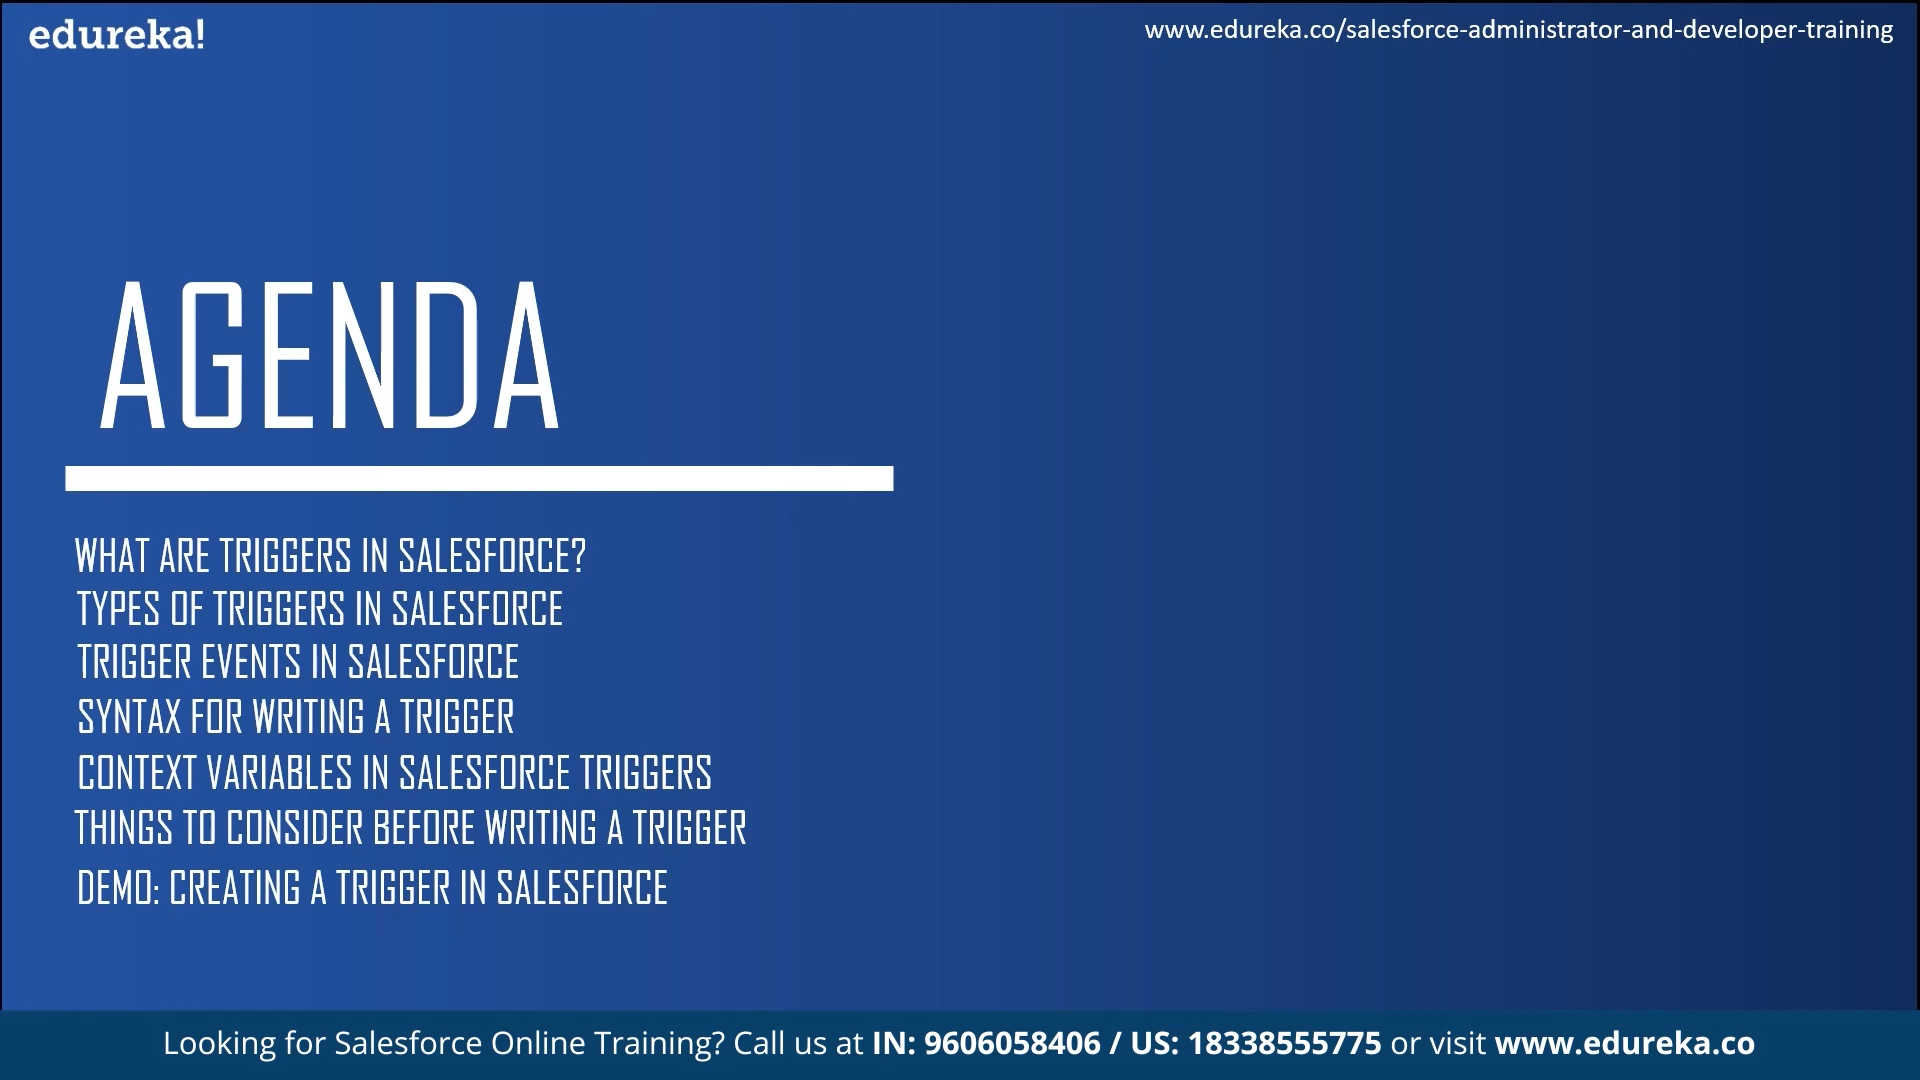 edureka!
www.edureka.co/salesforce-administrator-and-developer-training
AGENDA
WHAT ARE TRIGGERS IN SALESFORCE?
TYPES OF TRIGGERS IN SALESFORCE
TRIGGER EVENTS IN SALESFORCE
SYNTAX FOR WRITING A TRIGGER
CONTEXT VARIABLES IN SALESFORCE TRIGGERS
THINGS TO CONSIDER BEFORE WRITING A TRIGGER
DEMO: CREATING A TRIGGER IN SALESFORCE
Looking for Salesforce Online Training? Call us at IN: 9606058406 / US: 18338555775 or visit www.edureka.co